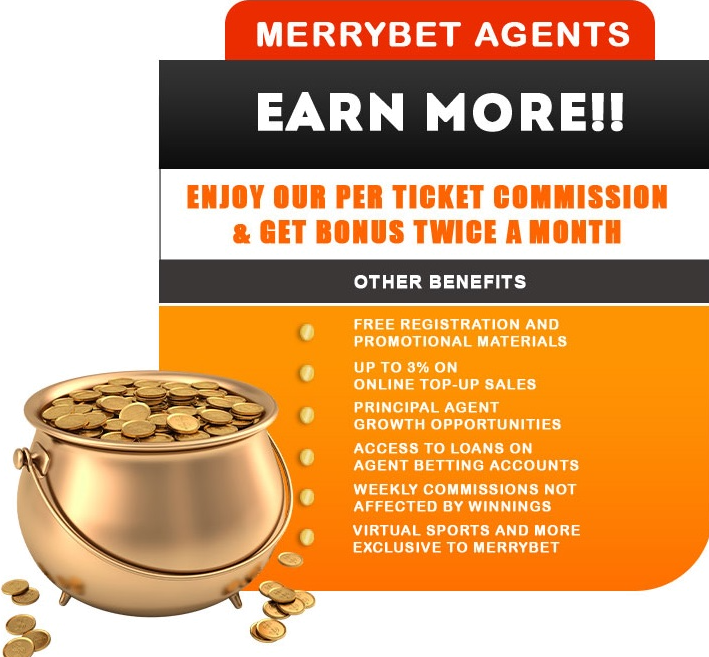 MERRYBET AGENTS
EARN MORE!!
ENJOY OUR PER TICKET COMMISSION
& GET BONUS TWICE A MONTH
OTHER BENEFITS
FREE REGISTRATION AND
PROMOTIONAL MATERIALS
UP TO 3% ON
ONLINE TOP-UP SALES
PRINCIPAL AGENT
GROWTH OPPORTUNITIES
ACCESS TO LOANS ON
AGENT BETTING ACCOUNTS
WEEKLY COMMISSIONS NOT
AFFECTED BY WINNINGS
VIRTUAL SPORTS AND MORE
EXCLUSIVE TO MERRYBET